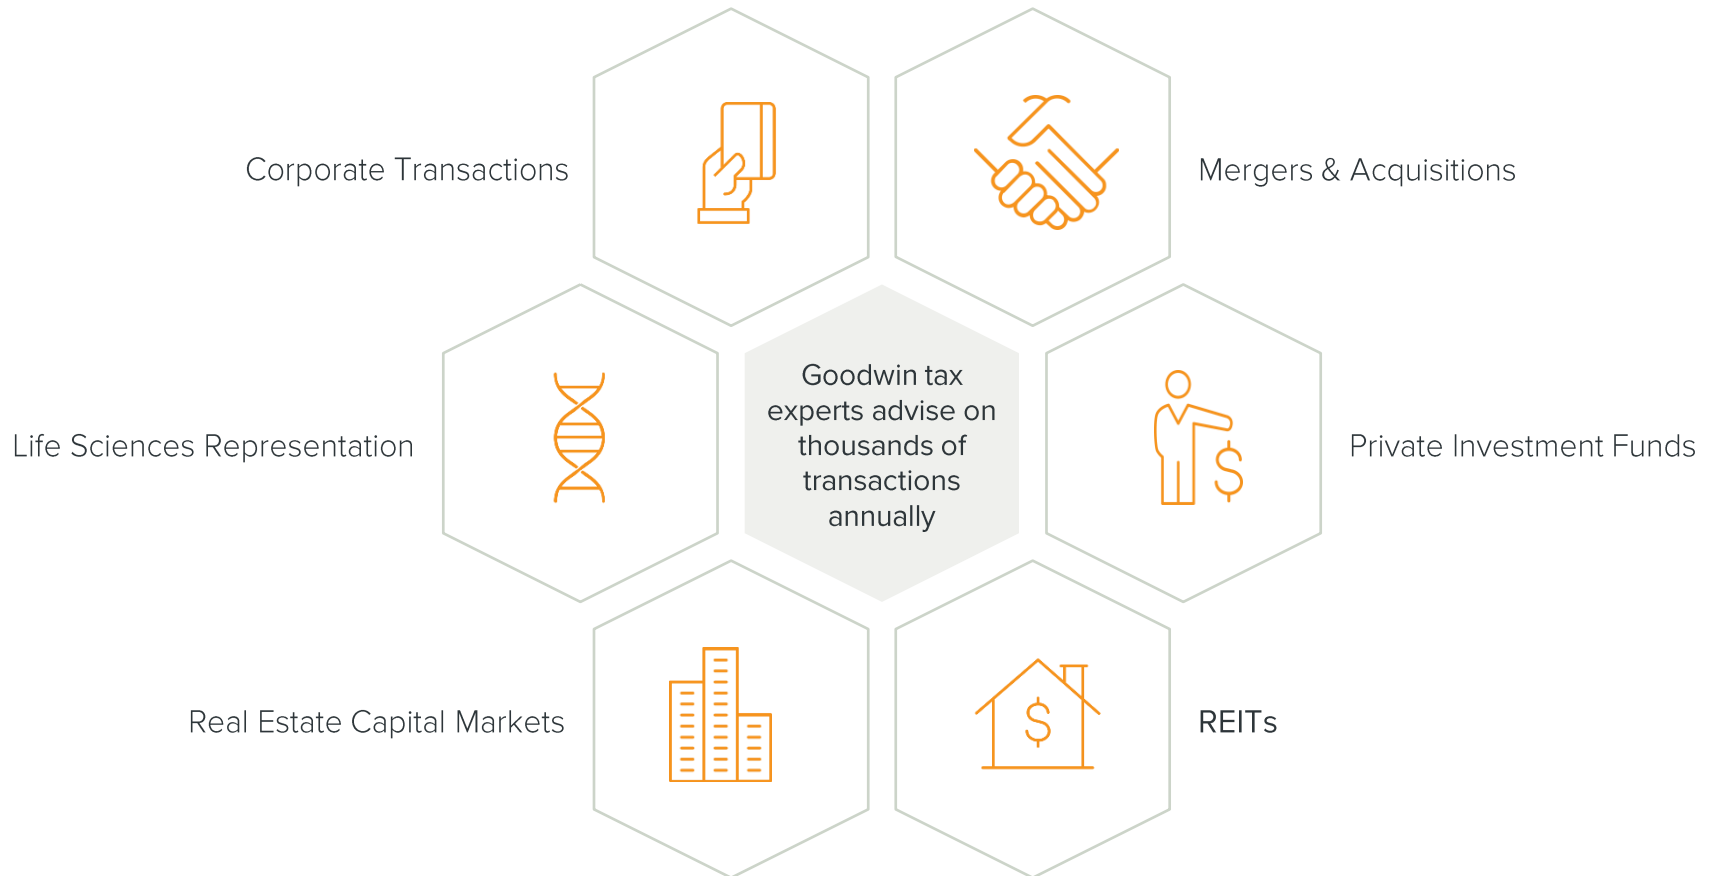 Corporate Transactions
Mergers & Acquisitions
Life Sciences Representation
Goodwin tax
experts advise on
thousands of
transactions
annually
Private Investment Funds
$
Real Estate Capital Markets
$
REITs